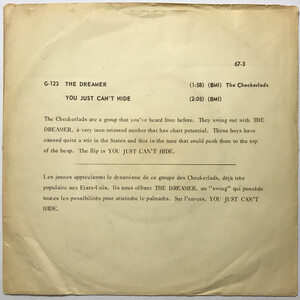 67-3
G-123 THE DREAMER (1:58) (BMI) The Checkerlads
YOU JUST CAN'T HIDE (2:05) (BMI)
The Checkerlads are a group that you've heard from before. They swing out with THE
DREAMER, a very teen oriented number that has chart potential. These boys have
caused quite a stir in the States and this is the tune that could push them to the top
of the heap. The flip is YOU JUST CAN'T HIDE.
Les jeunes apprecieront le dynamisme de ce groupe des Checkerlads, déjà très
populaire aux Etats-Unis. Ils nous offrent THE DREAMER, un "swing" qui possède
toutes les possibilités pour atteindre le palmarès. Sur l'envers, YOU JUST CAN'T
HIDE.